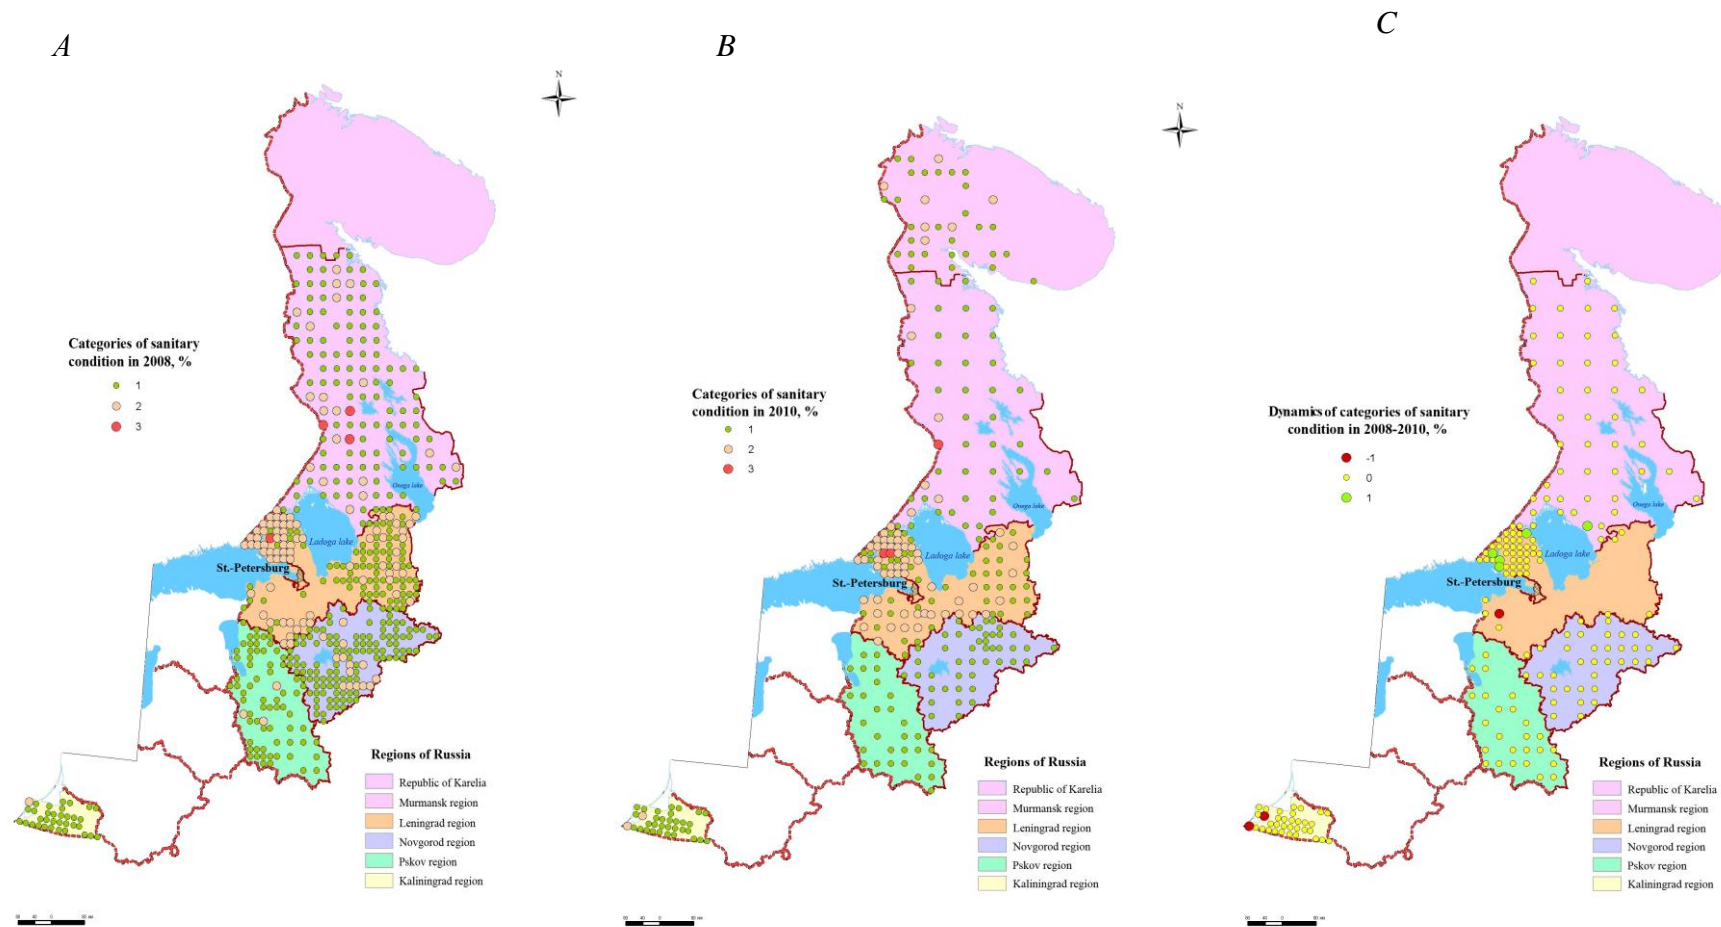 A
N
Categories of sanitary
condition in 2008, %
1
2
3
Onega lake
Ladoga lake
St.-Petersburg
Regions of Russia
Republic of Karelia
Murmansk region
Leningrad region
Novgorod region
Pskov region
Kaliningrad region
B
N
Categories of sanitary
condition in 2010, %
1
2
3
Onega lake
Ladoga lake
St.-Petersburg
Regions of Russia
Republic of Karelia
Murmansk region
Leningrad region
Novgorod region
Pskov region
Kaliningrad region
C
Dynamics of categories of sanitary
condition in 2008-2010, %
-1
0
1
Onega lake
Ladoga lake
St.-Petersburg
Regions of Russia
Republic of Karelia
Murmansk region
Leningrad region
Novgorod region
Pskov region
Kaliningrad region